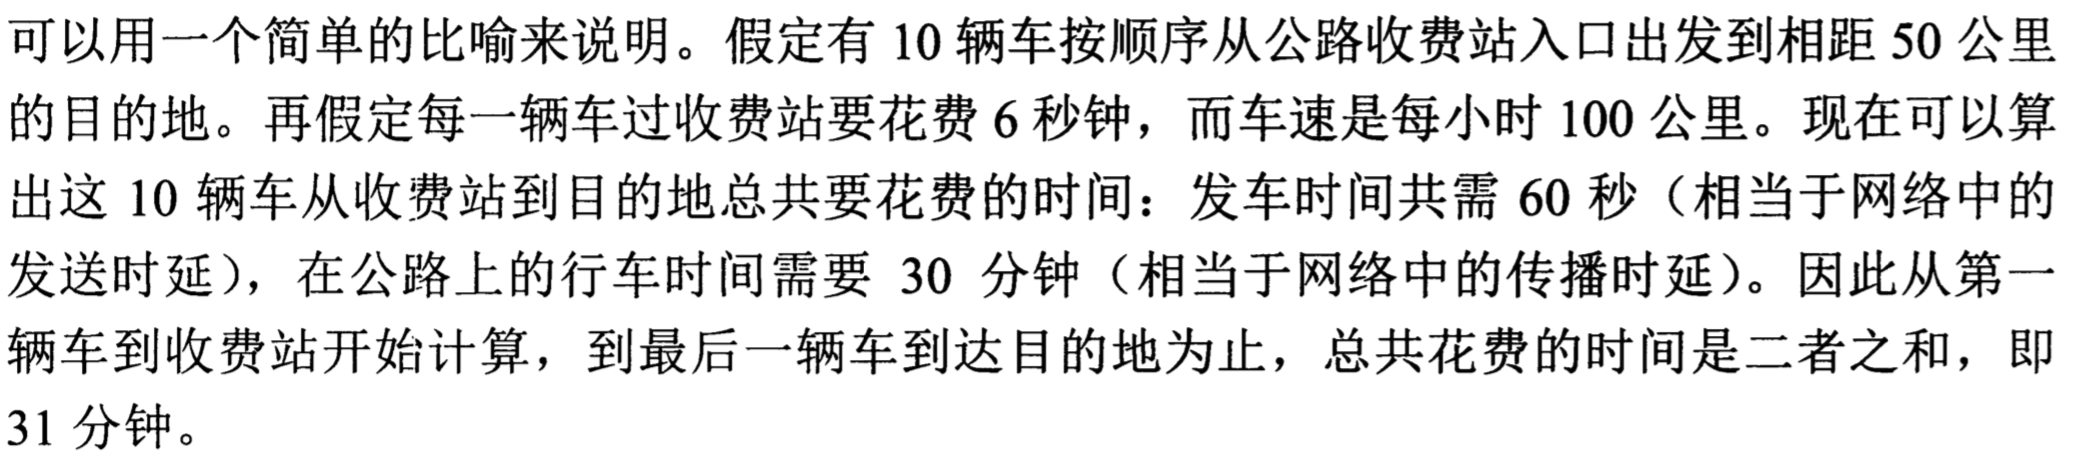 可以用一个简单的比喻来说明。假定有 10 辆车按顺序从公路收费站入口出发到相距 50 公里
的目的地。再假定每一辆车过收费站要花费 6 秒钟，而车速是每小时 100 公里。现在可以算
出这 10 辆车从收费站到目的地总共要花费的时间：发车时间共需 60 秒（相当于网络中的
发送时延），在公路上的行车时间需要 30 分钟（相当于网络中的传播时延）。因此从第一
辆车到收费站开始计算，到最后一辆车到达目的地为止，总共花费的时间是二者之和，即
31 分钟。